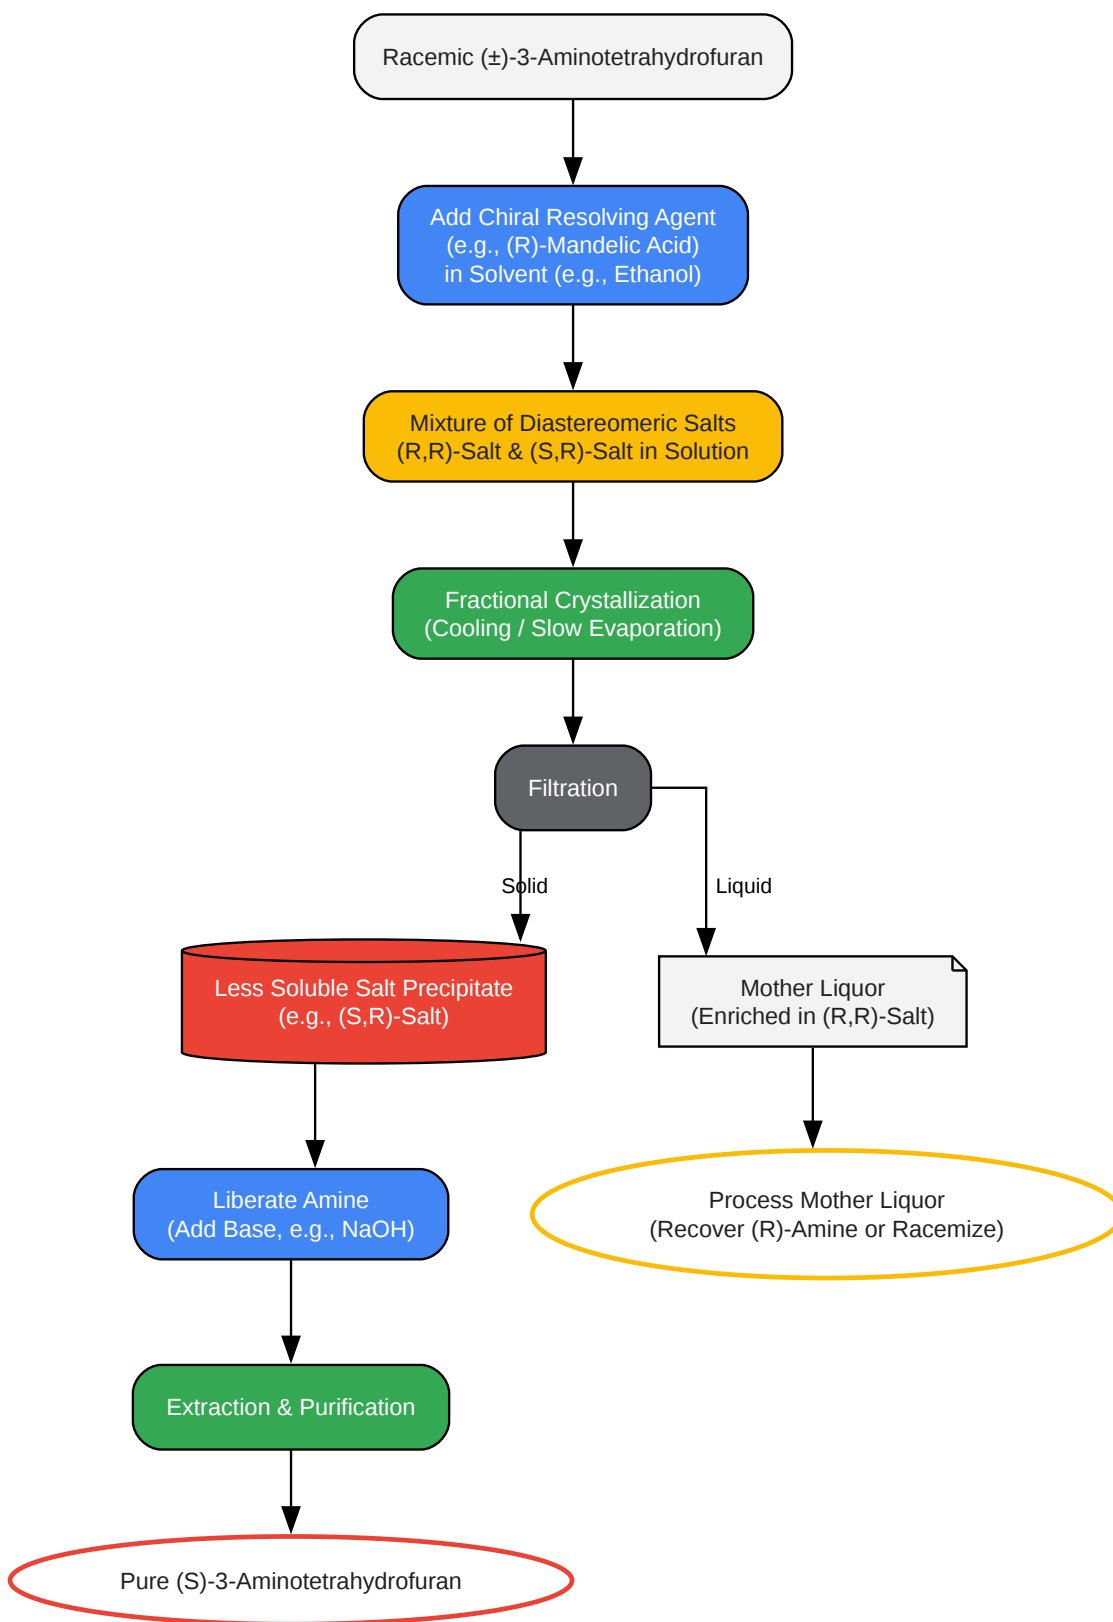 Racemic (±)-3-Aminotetrahydrofuran
Add Chiral Resolving Agent
(e.g., (R)-Mandelic Acid)
in Solvent (e.g., Ethanol)
Mixture of Diastereomeric Salts
(R,R)-Salt & (S,R)-Salt in Solution
Fractional Crystallization
(Cooling / Slow Evaporation)
Filtration
Solid
Liquid
Less Soluble Salt Precipitate
(e.g., (S,R)-Salt)
Mother Liquor
(Enriched in (R,R)-Salt)
Liberate Amine
(Add Base, e.g., NaOH)
Process Mother Liquor
(Recover (R)-Amine or Racemize)
Extraction & Purification
Pure (S)-3-Aminotetrahydrofuran